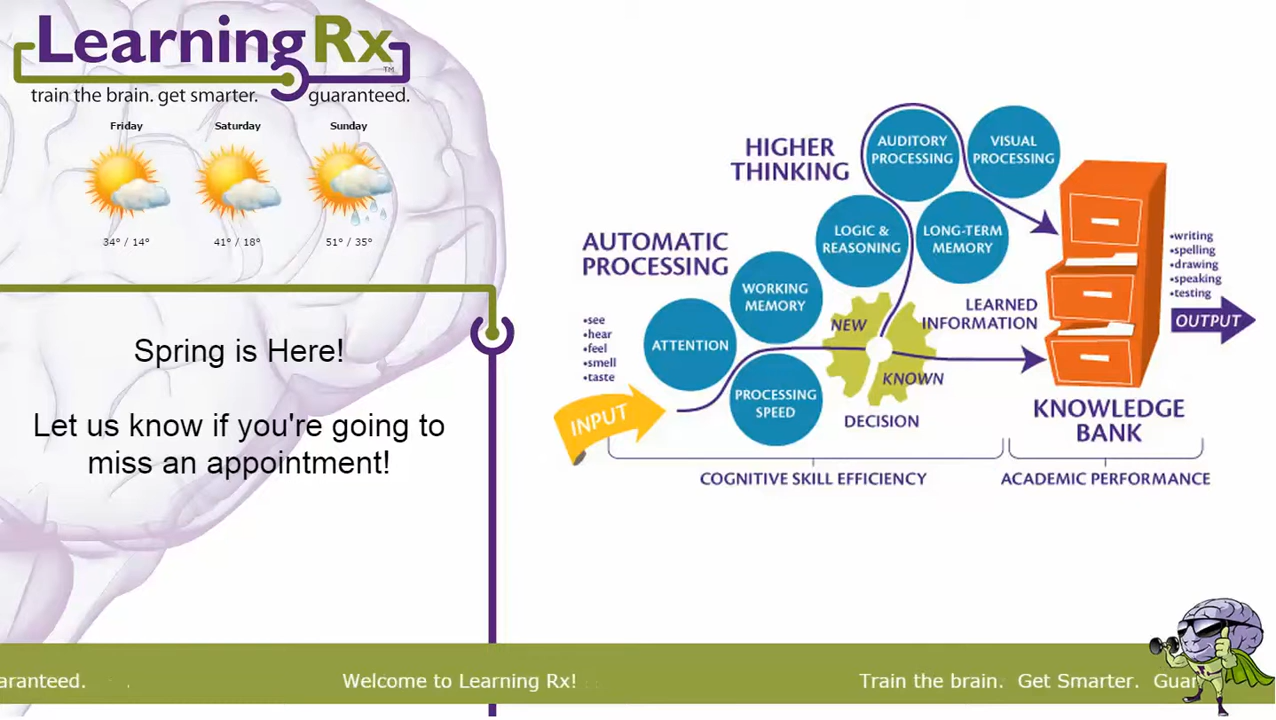 LearningRx™
train the brain. get smarter. guaranteed.
Friday
Saturday
Sunday
34° / 14°
41° / 18°
51° / 35°
Spring is Here!
Let us know if you're going to
miss an appointment!
HIGHER
THINKING
AUDITORY
PROCESSING
VISUAL
PROCESSING
LOGIC &
REASONING
LONG-TERM
MEMORY
AUTOMATIC
PROCESSING
WORKING
MEMORY
ATTENTION
PROCESSING
SPEED
•see
•hear
•feel
•smell
•taste
INPUT
NEW
KNOWN
DECISION
LEARNED
INFORMATION
•writing
•spelling
•drawing
•speaking
•testing
OUTPUT
KNOWLEDGE
BANK
COGNITIVE SKILL EFFICIENCY
ACADEMIC PERFORMANCE
aranteed.
Welcome to Learning Rx!
Train the brain. Get Smarter. Guar